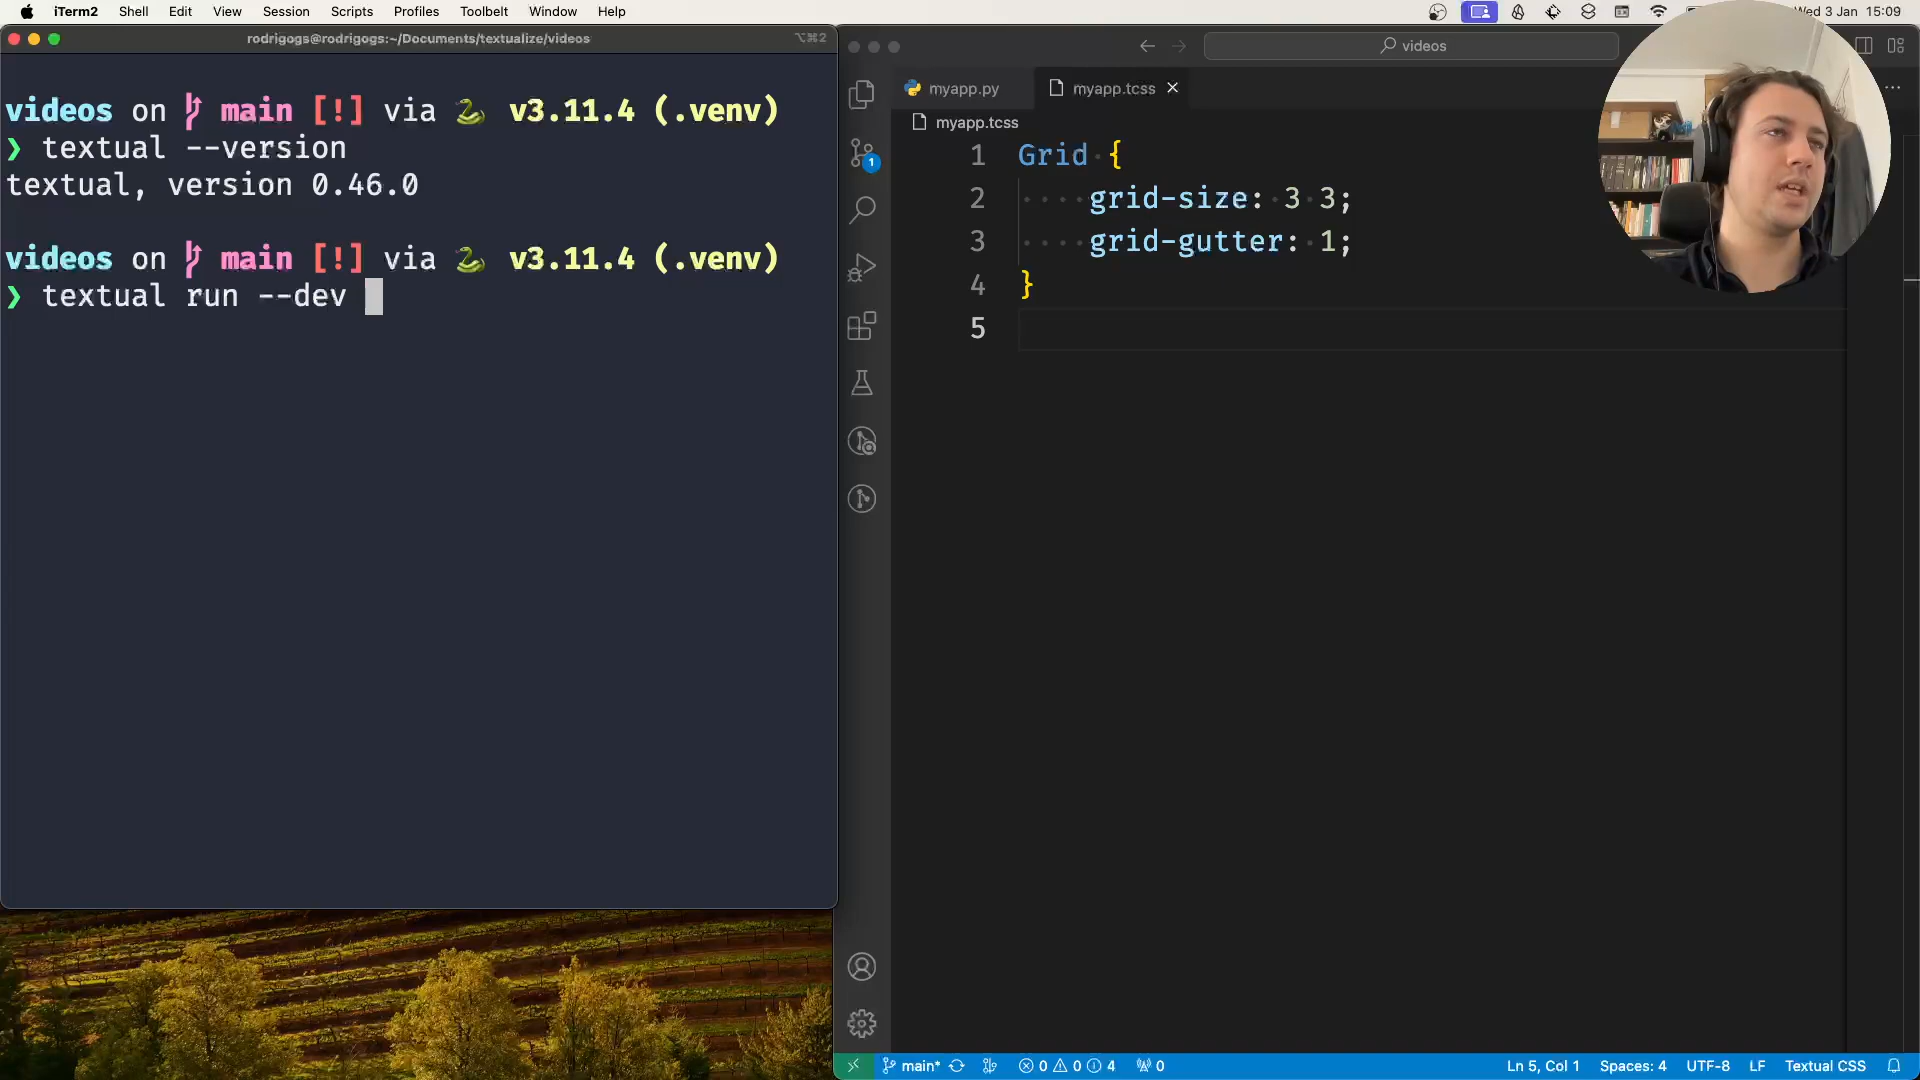 iTerm2 Shell Edit View Session Scripts Profiles Toolbelt Window Help
Wed 3 Jan 15:09
rodrigogs@rodrigogs:~/Documents/textualize/videos
⌥⌘2
videos on main [!] via 🐍 v3.11.4 (.venv)
❯ textual --version
textual, version 0.46.0
videos on main [!] via 🐍 v3.11.4 (.venv)
❯ textual run --dev
videos
myapp.py
myapp.tcss
myapp.tcss
1 Grid {
2 ····grid-size: 3 3;
3 ····grid-gutter: 1;
4 }
5
1
main* 0 0 4 0
Ln 5, Col 1 Spaces: 4 UTF-8 LF Textual CSS